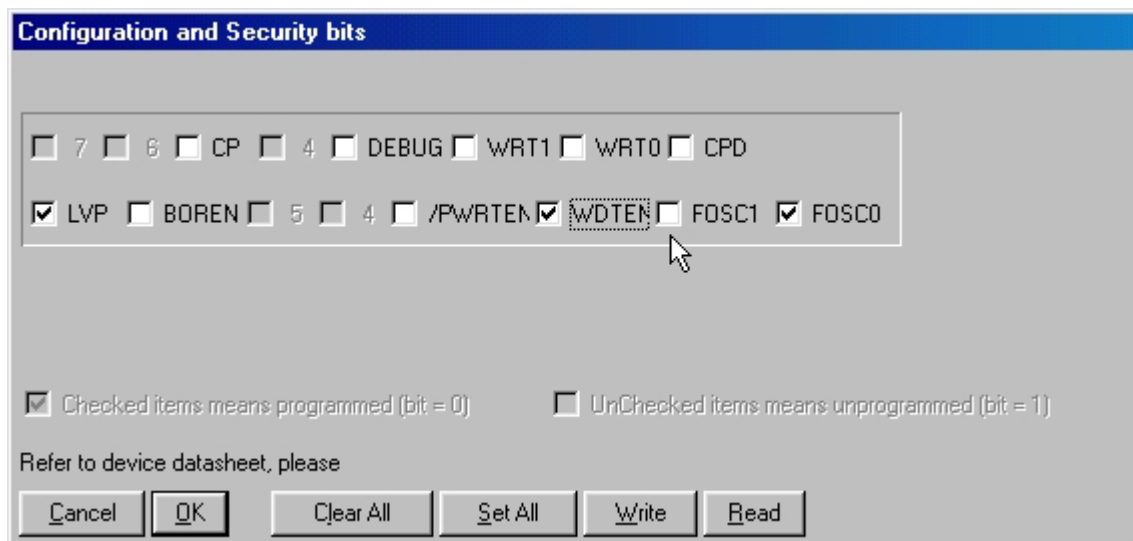 Configuration and Security bits
7 6 CP 4 DEBUG WRT1 WRT0 CPD
LVP BOREN 5 4 /PWRTEN WDTEN FOSC1 FOSC0
Checked items means programmed (bit = 0) UnChecked items means unprogrammed (bit = 1)
Refer to device datasheet, please
Cancel OK Clear All Set All Write Read